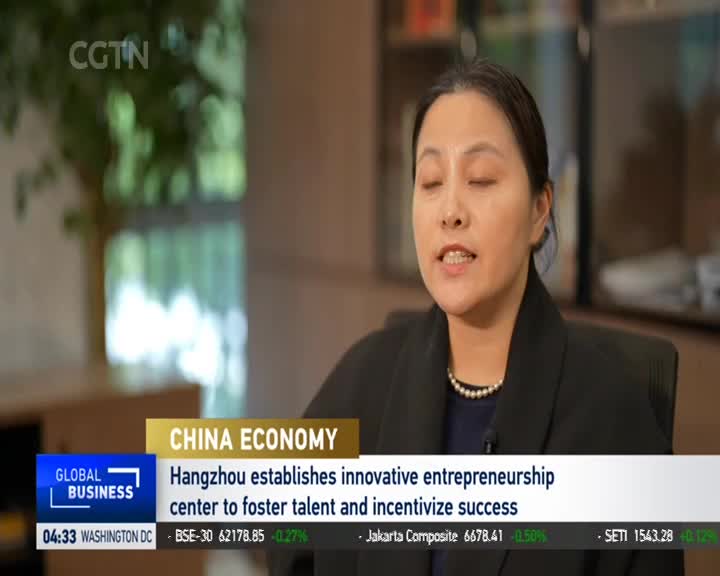 CGTN
CHINA ECONOMY
GLOBAL
BUSINESS
Hangzhou establishes innovative entrepreneurship
center to foster talent and incentivize success
04:33 WASHINGTON DC
· BSE-30 62178.85 -0.27% · Jakarta Composite 6678.41 -0.50% · SETI 1543.28 +0.12%